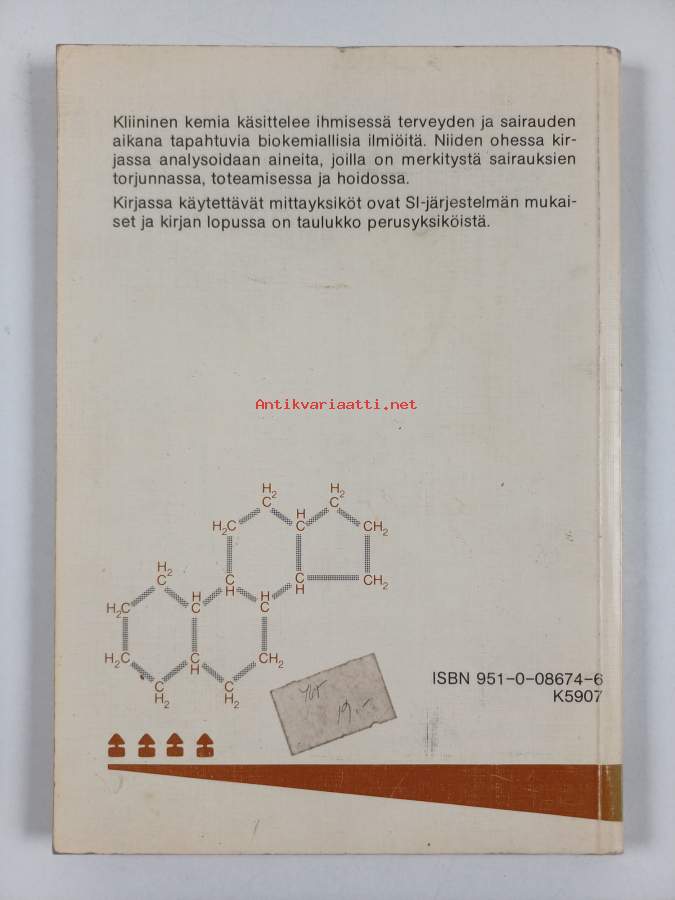 Kliininen kemia käsittelee ihmisessä terveyden ja sairauden
aikana tapahtuvia biokemiallisia ilmiöitä. Niiden ohessa kir-
jassa analysoidaan aineita, joilla on merkitystä sairauksien
torjunnassa, toteamisessa ja hoidossa.
Kirjassa käytettävät mittayksiköt ovat SI-järjestelmän mukai-
set ja kirjan lopussa on taulukko perusyksiköistä.
Antikvariaatti.net
H₂ H₂
C C
H₂C H C CH₂
H₂ C C H C H CH₂
H₂C H C H C H
H₂C C H CH₂
C H₂ C H₂
ISBN 951-0-08674-6
K5907
19.-